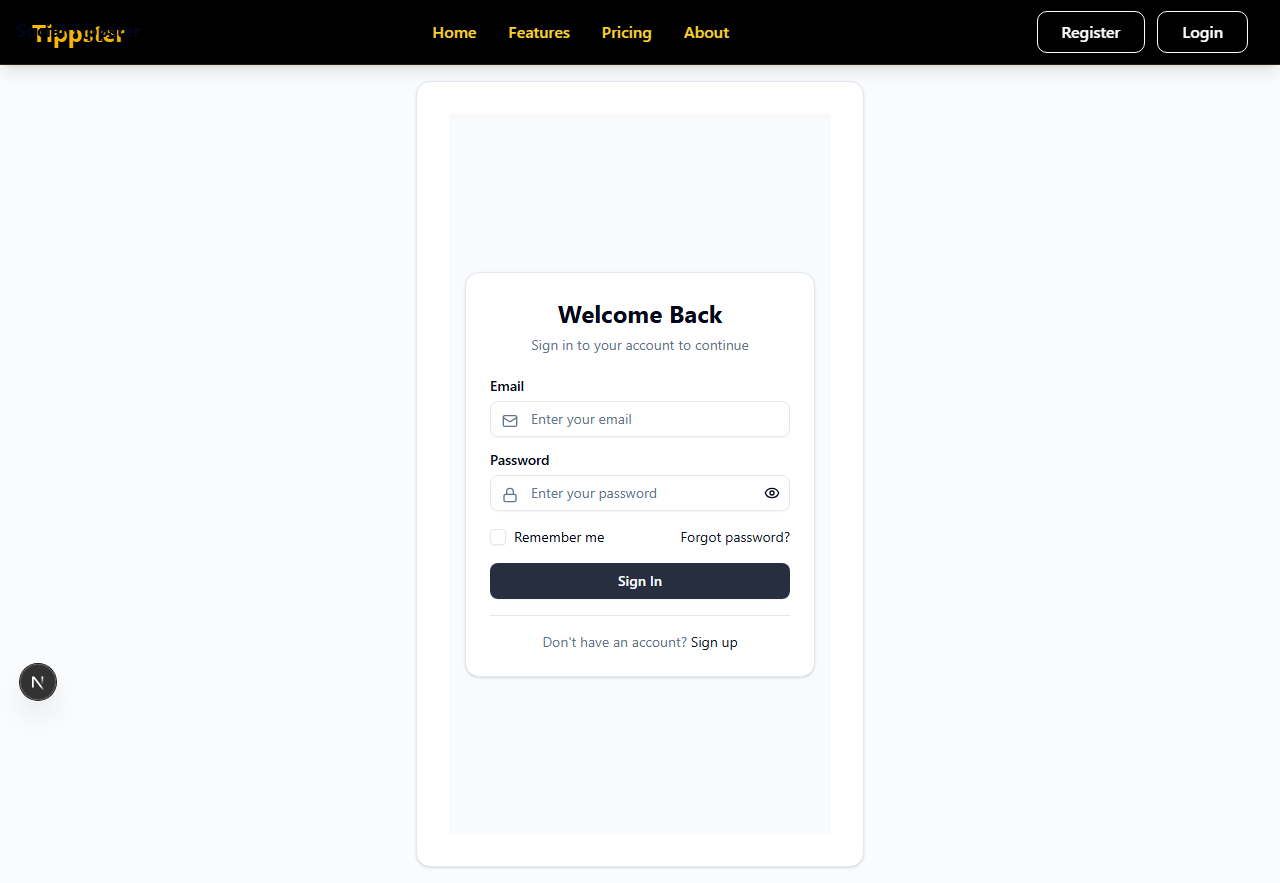 Tippster
Home
Features
Pricing
About
Register
Login
Welcome Back
Sign in to your account to continue
Email
Enter your email
Password
Enter your password
Remember me
Forgot password?
Sign In
Don't have an account? Sign up
N